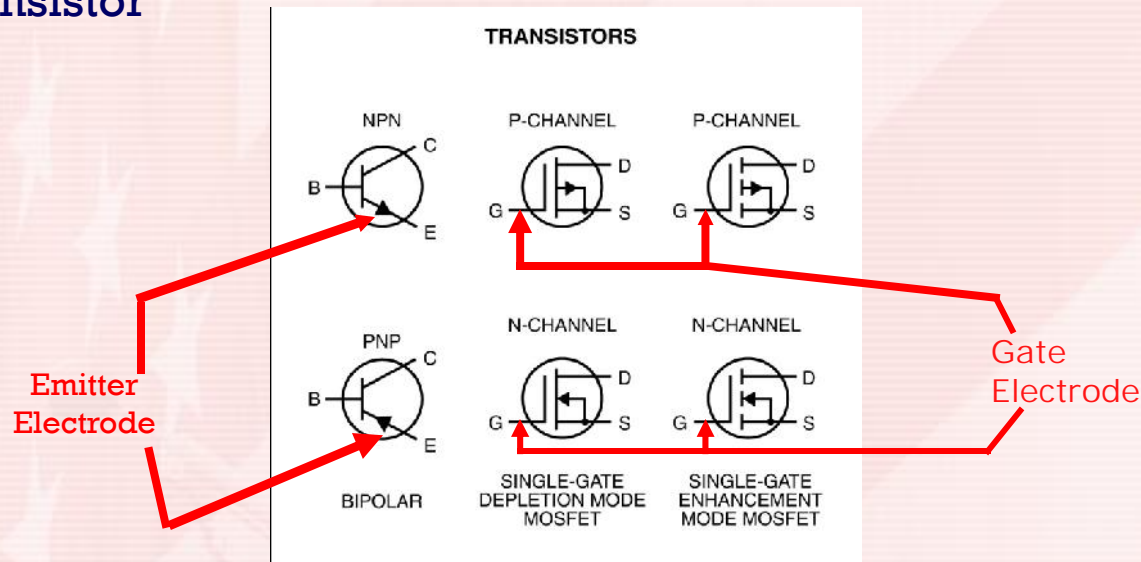 TRANSISTORS
NPN
P-CHANNEL
P-CHANNEL
C
B
E
D
G
S
D
G
S
PNP
N-CHANNEL
N-CHANNEL
C
B
E
D
G
S
D
G
S
Emitter
Electrode
Gate
Electrode
BIPOLAR
SINGLE-GATE
DEPLETION MODE
MOSFET
SINGLE-GATE
ENHANCEMENT
MODE MOSFET